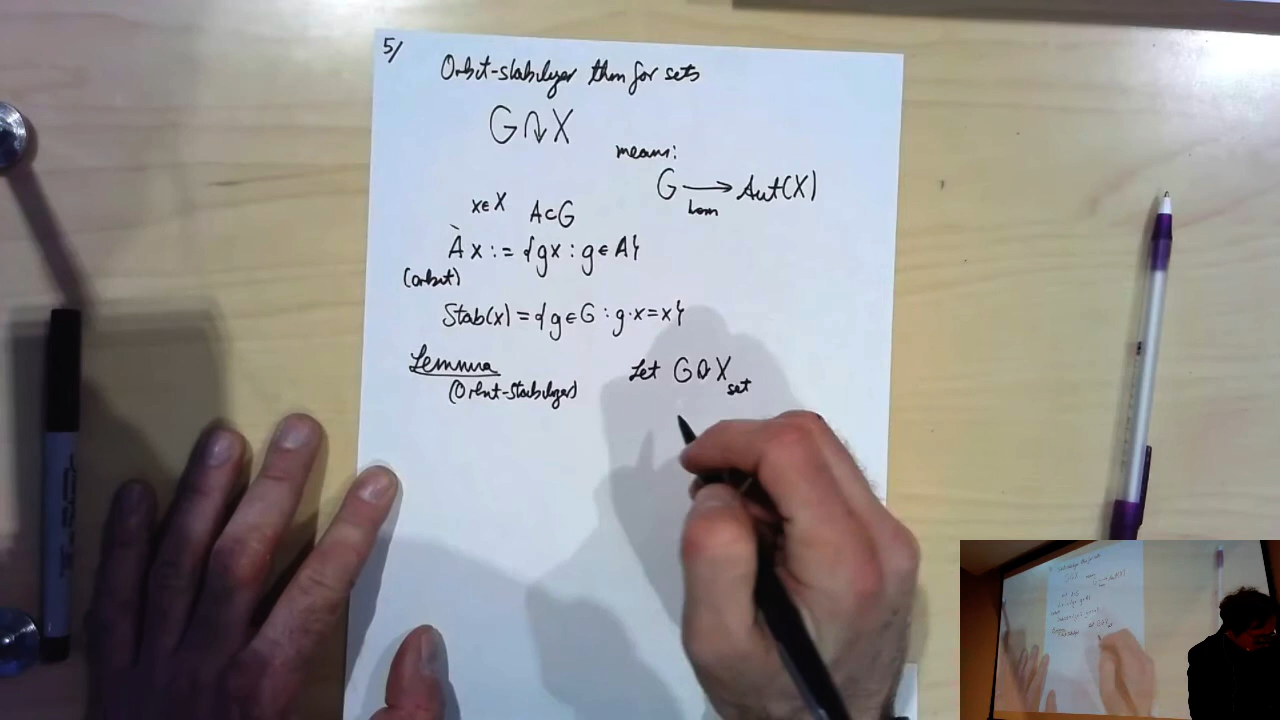 5/
Orbit-stabilizer thm for sets
G↷X
means:
G ⟶ Aut(X)
hom
x∈X A⊂G
Ax := {gx : g∈A}
(orbit)
Stab(x) = {g∈G : g·x=x}
Lemma Let G↷X set
(Orbit-stabilizer)